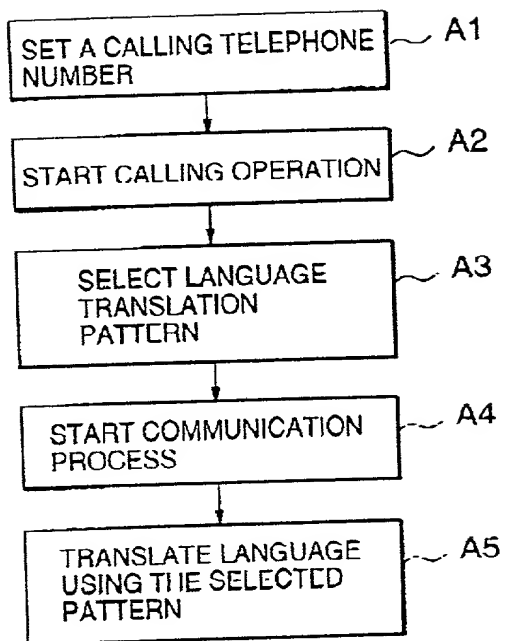 SET A CALLING TELEPHONE
NUMBER
A1
START CALLING OPERATION
A2
SELECT LANGUAGE
TRANSLATION
PATTERN
A3
START COMMUNICATION
PROCESS
A4
TRANSLATE LANGUAGE
USING THE SELECTED
PATTERN
A5